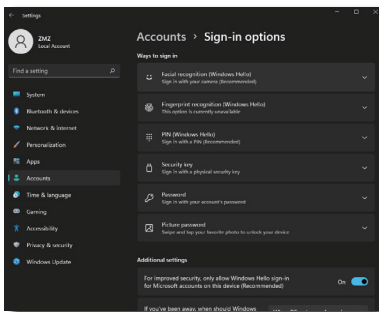 Settings
ZMZ
Local Account
Find a setting
System
Bluetooth & devices
Network & internet
Personalization
Apps
Accounts
Time & language
Gaming
Accessibility
Privacy & security
Windows Update
Accounts > Sign-in options
Ways to sign in
Facial recognition (Windows Hello)
Sign in with your camera (Recommended)
Fingerprint recognition (Windows Hello)
This option is currently unavailable
PIN (Windows Hello)
Sign in with a PIN (Recommended)
Security key
Sign in with a physical security key
Password
Sign in with your account's password
Picture password
Swipe and tap your favorite photo to unlock your device
Additional settings
For improved security, only allow Windows Hello sign-in
for Microsoft accounts on this device (Recommended)
On
If you've been away, when should Windows